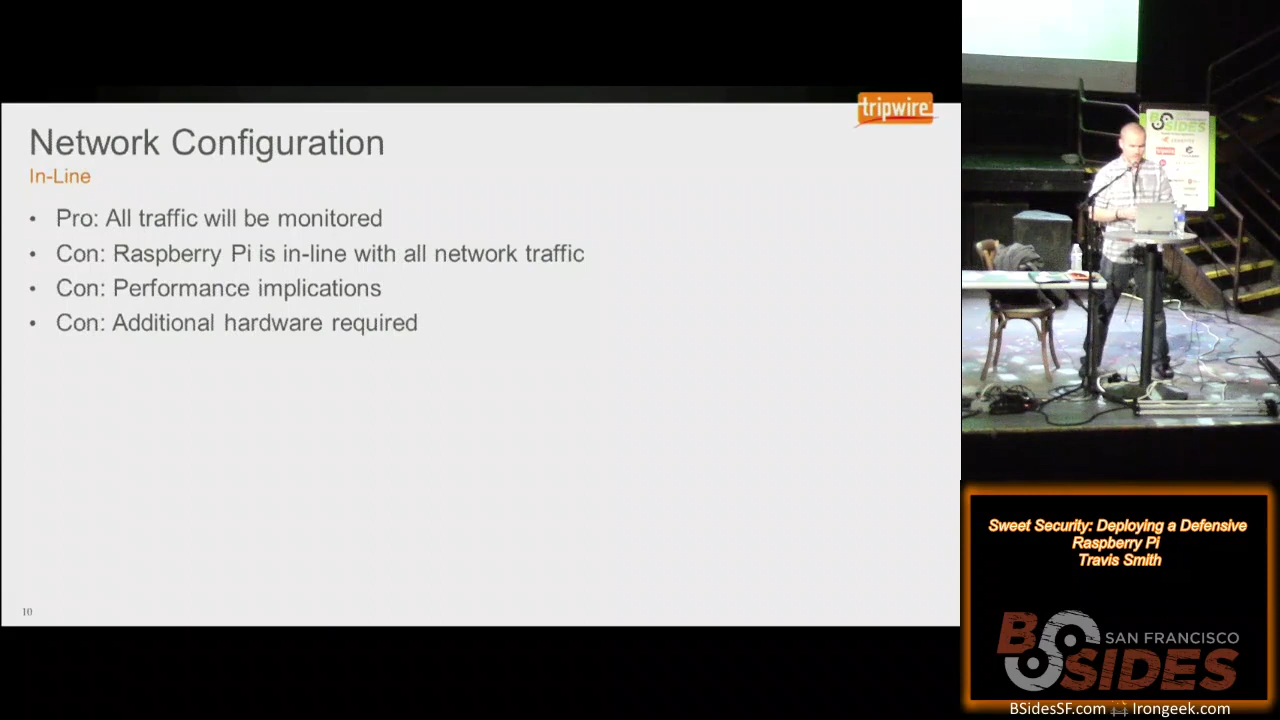 tripwire
Network Configuration
In-Line
• Pro: All traffic will be monitored
• Con: Raspberry Pi is in-line with all network traffic
• Con: Performance implications
• Con: Additional hardware required
10
BSIDES
Sweet Security: Deploying a Defensive
Raspberry Pi
Travis Smith
BSIDES
SAN FRANCISCO
BSidesSF.com Irongeek.com